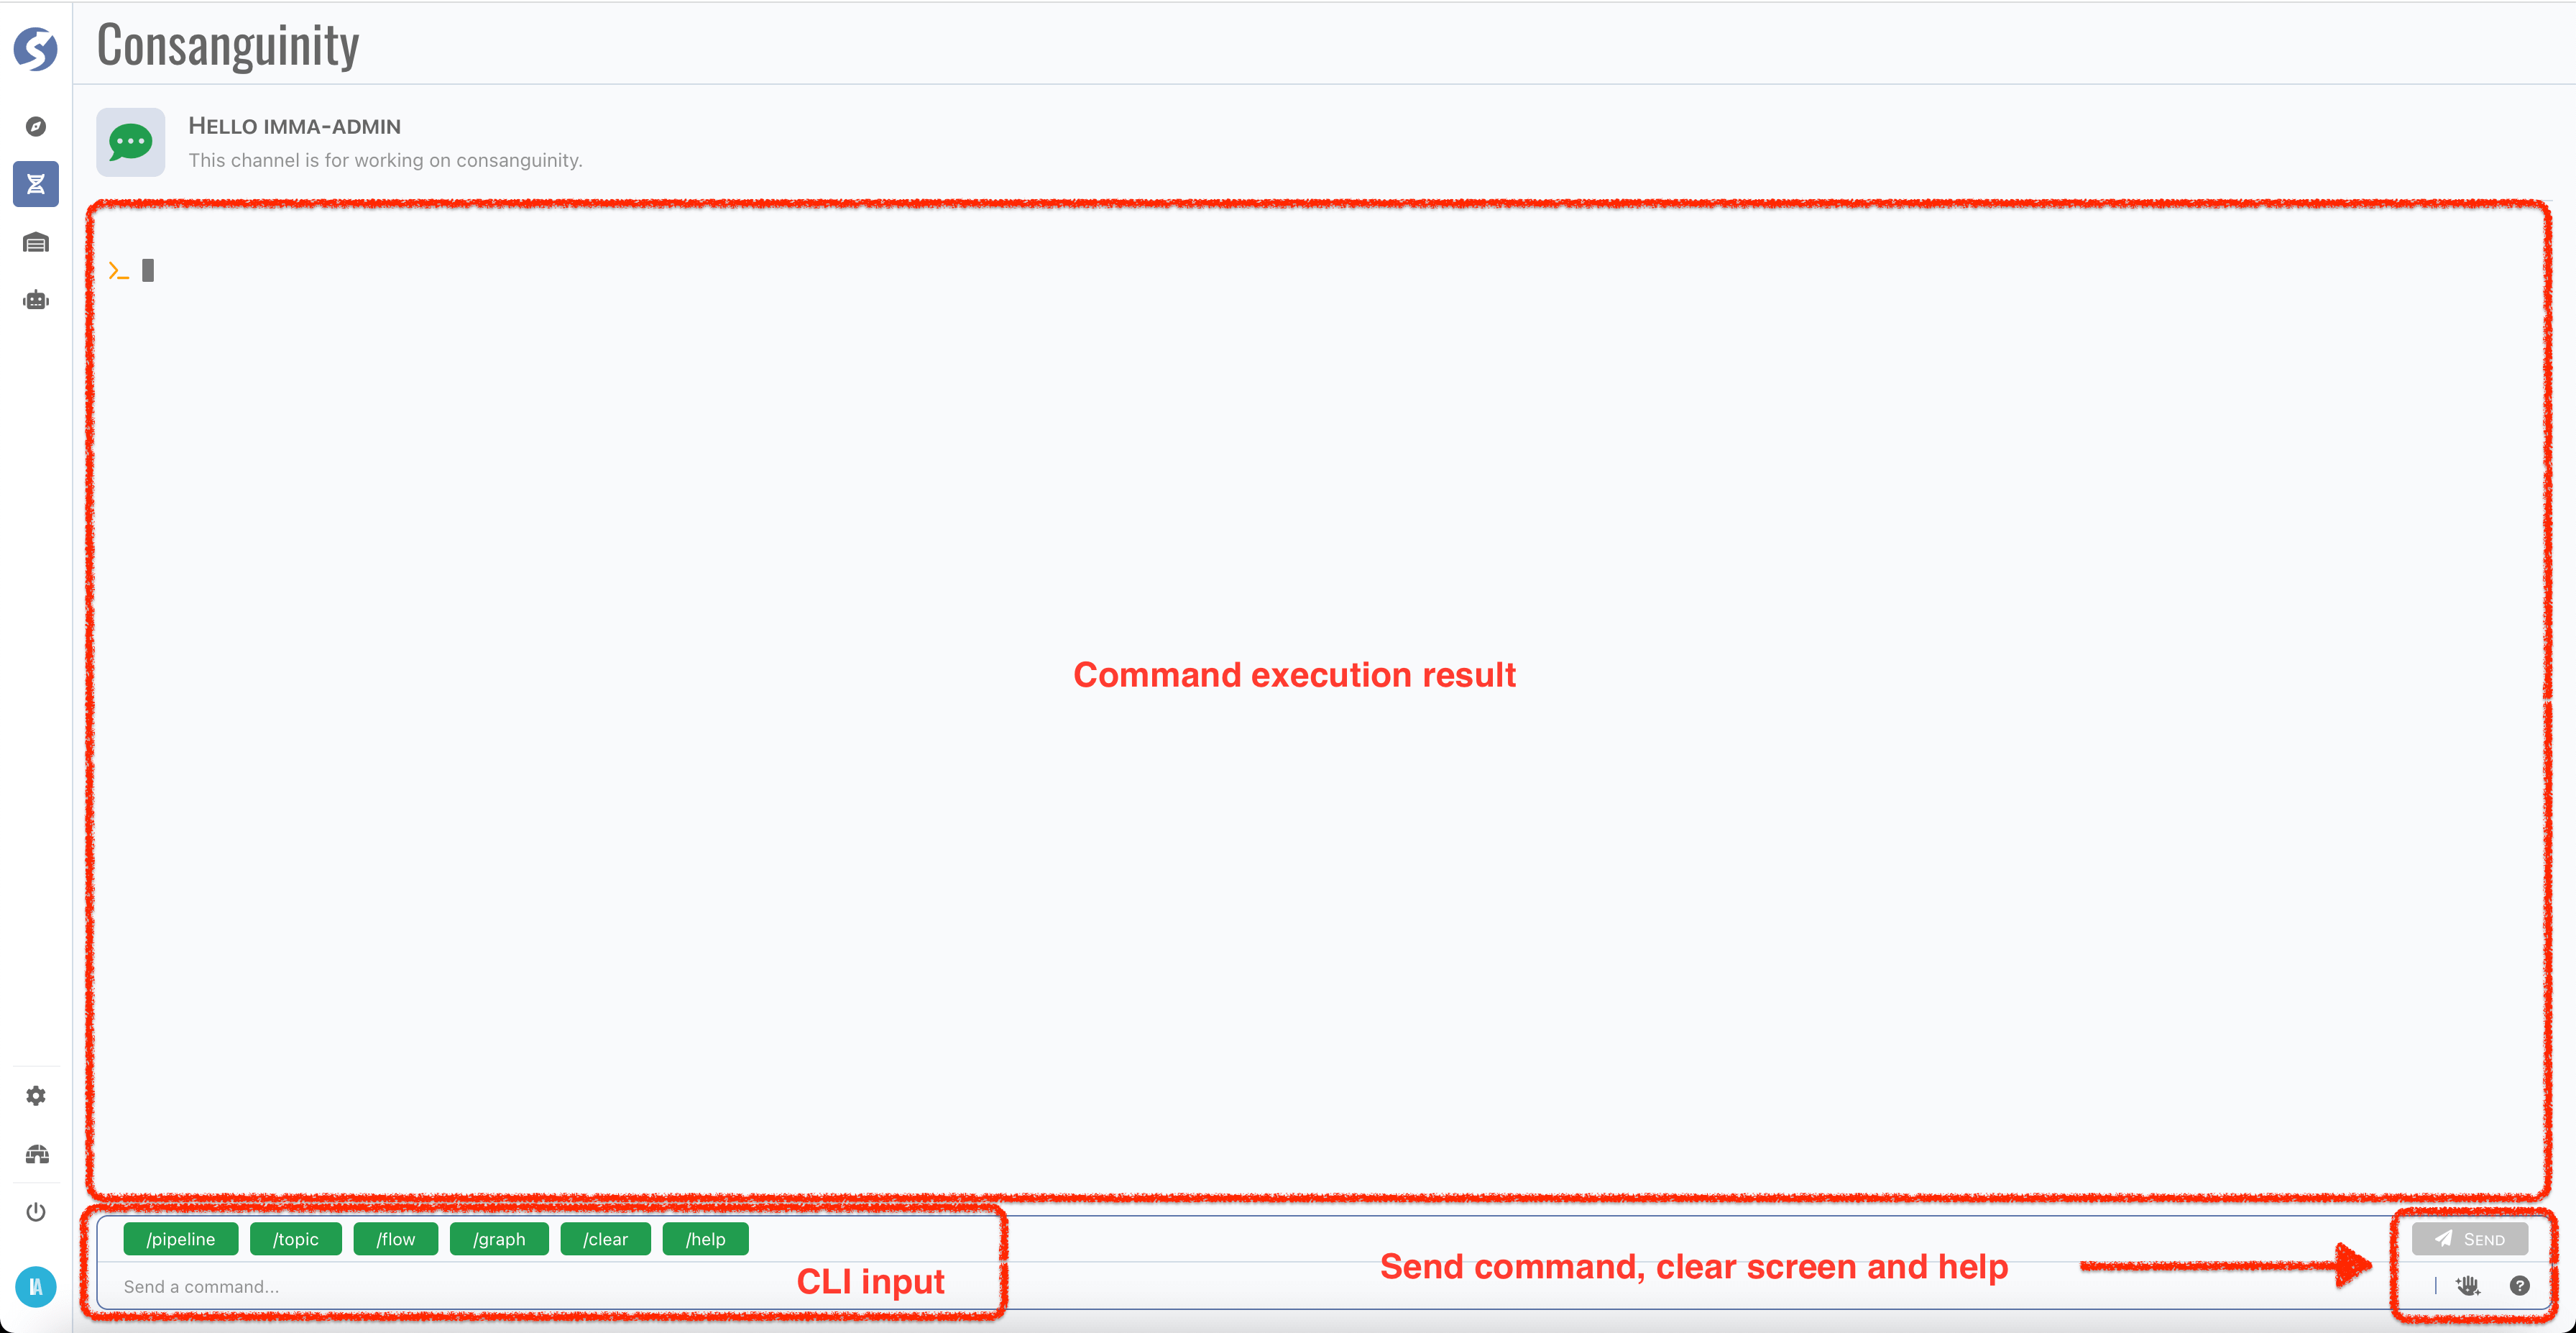 Consanguinity
HELLO IMMA-ADMIN
This channel is for working on consanguinity.
Command execution result
/pipeline /topic /flow /graph /clear /help
SEND
Send a command...
CLI input
Send command, clear screen and help
IA